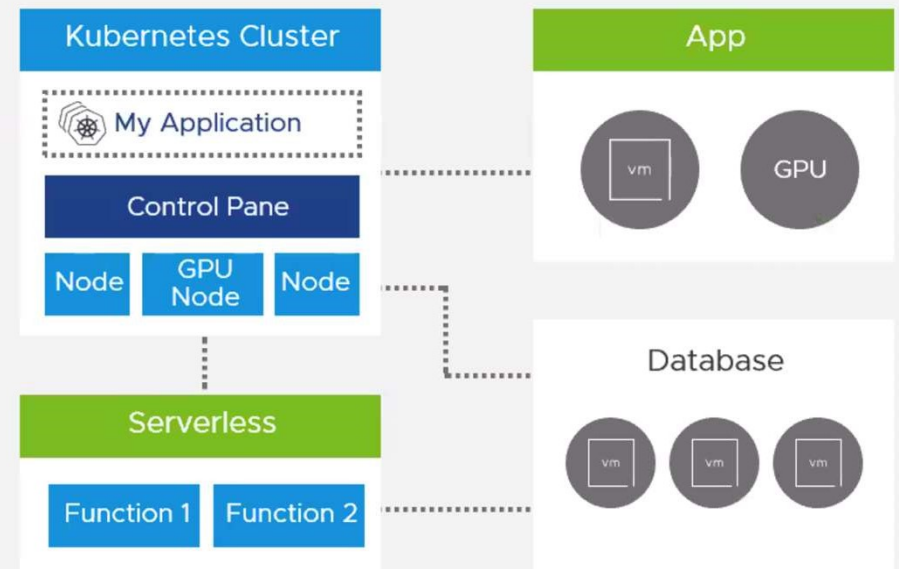 Kubernetes Cluster
My Application
Control Pane
Node
GPU
Node
Node
Serverless
Function 1
Function 2
App
vm
GPU
Database
vm
vm
vm